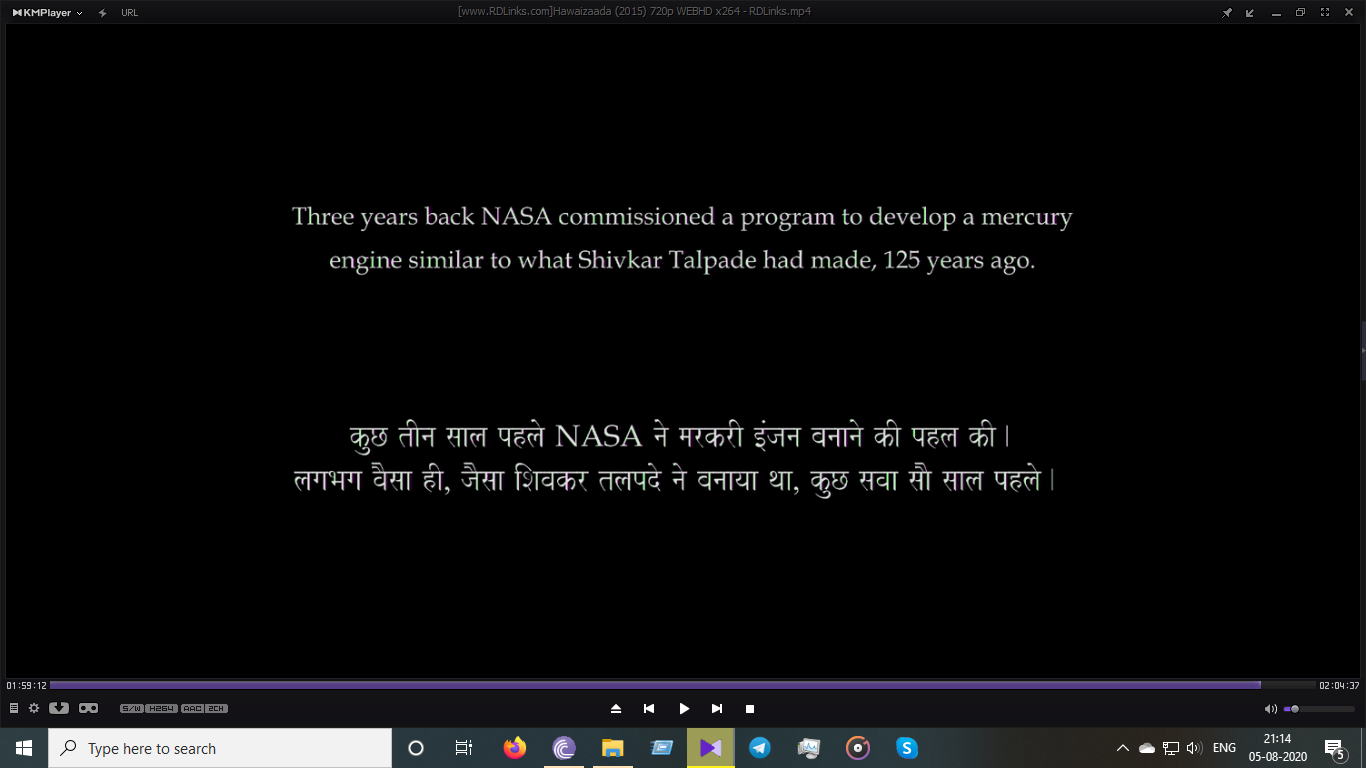 KMPlayer URL [www.RDLinks.com]Hawaizaada (2015) 720p WEBHD x264 - RDLinks.mp4
Three years back NASA commissioned a program to develop a mercury
engine similar to what Shivkar Talpade had made, 125 years ago.
कुछ तीन साल पहले NASA ने मरकरी इंजन वनाने की पहल की।
लगभग वैसा ही, जैसा शिवकर तलपदे ने वनाया था, कुछ सवा सौ साल पहले।
01:59:12 02:04:37
S/W H264 AAC 2CH
Type here to search ENG 21:14
05-08-2020 5